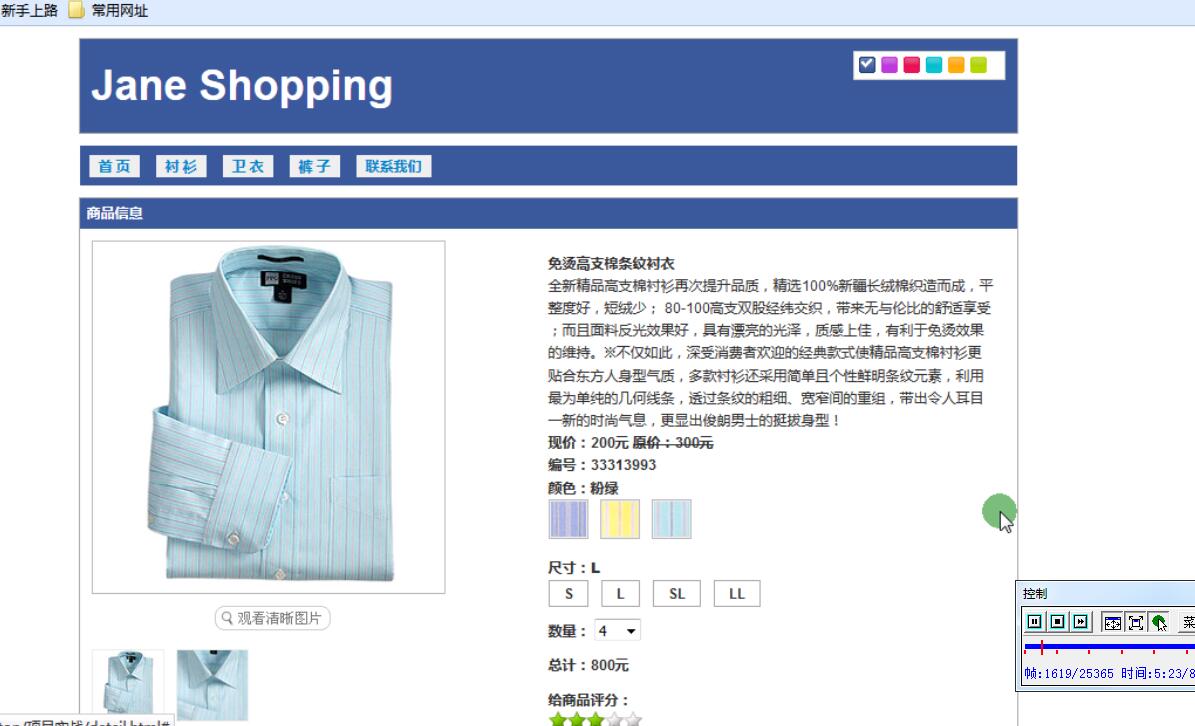 新手上路 常用网址
Jane Shopping
首页 衬衫 卫衣 裤子 联系我们
商品信息
免烫高支棉条纹衬衣
全新精品高支棉衬衫再次提升品质，精选100%新疆长绒棉织造而成，平
整度好，短绒少； 80-100高支双股经纬交织，带来无与伦比的舒适享受
；而且面料反光效果好，具有漂亮的光泽，质感上佳，有利于免烫效果
的维持。※不仅如此，深受消费者欢迎的经典款式使精品高支棉衬衫更
贴合东方人身型气质，多款衬衫还采用简单且个性鲜明条纹元素，利用
最为单纯的几何线条，透过条纹的粗细、宽窄间的重组，带出令人耳目
一新的时尚气息，更显出俊朗男士的挺拔身型！
现价：200元 原价：300元
编号：33313993
颜色：粉绿
尺寸：L
S L SL LL
数量： 4
总计：800元
给商品评分：
观看清晰图片
控制
菜
帧:1619/25365 时间:5:23/8